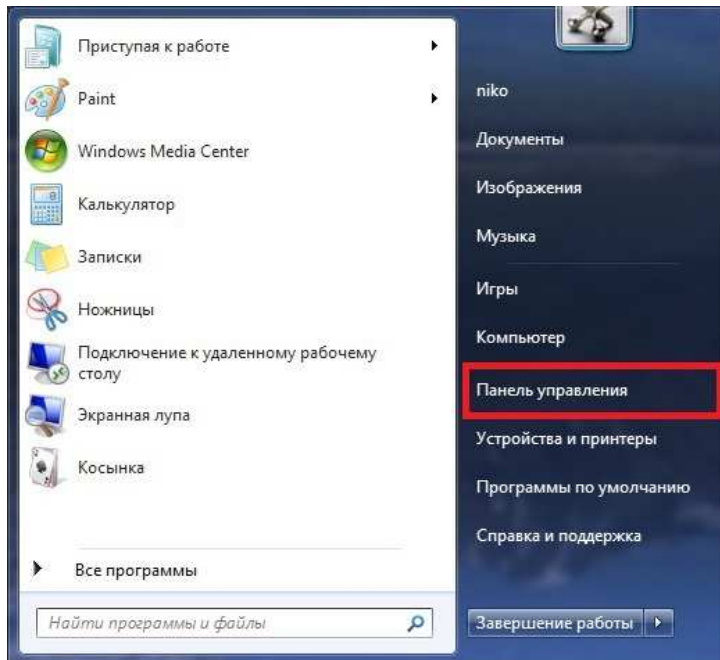 Приступая к работе
Paint
Windows Media Center
Калькулятор
Записки
Ножницы
Подключение к удаленному рабочему
столу
Экранная лупа
Косынка
Все программы
Найти программы и файлы
niko
Документы
Изображения
Музыка
Игры
Компьютер
Панель управления
Устройства и принтеры
Программы по умолчанию
Справка и поддержка
Завершение работы